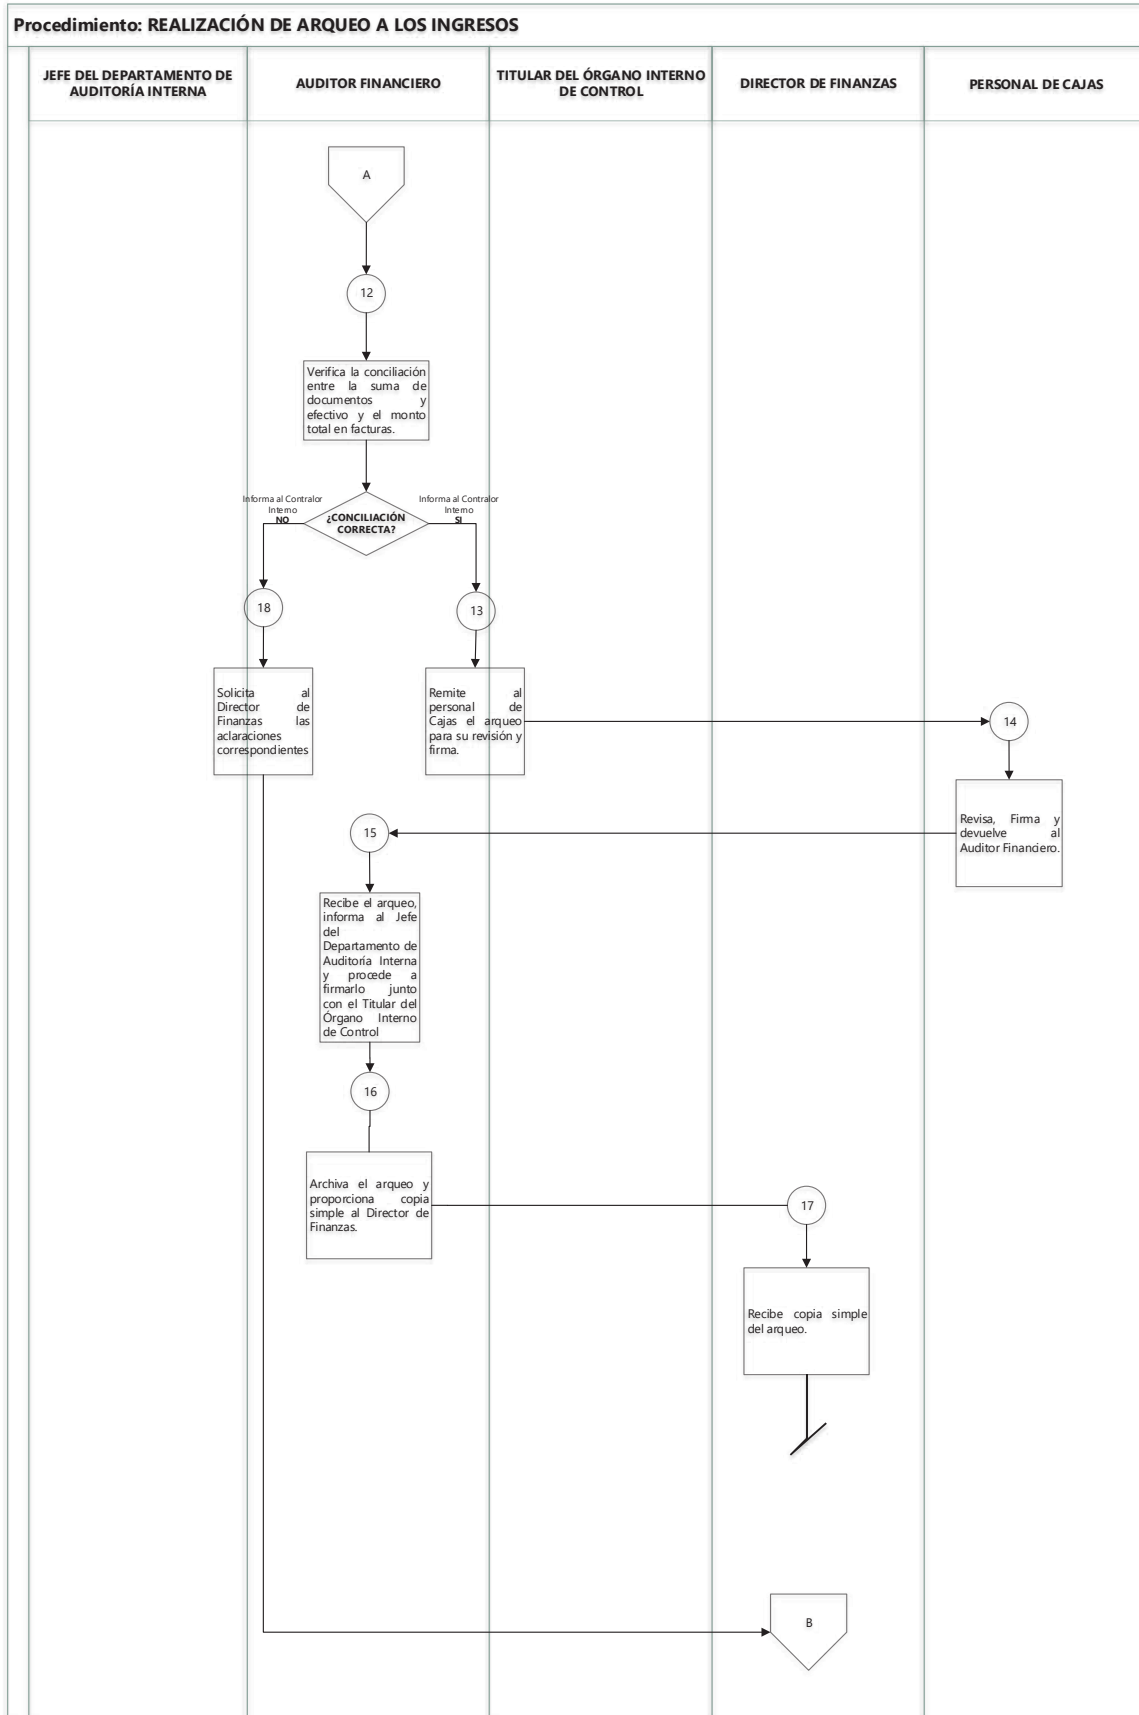 Procedimiento: REALIZACIÓN DE ARQUEO A LOS INGRESOS
JEFE DEL DEPARTAMENTO DE
AUDITORÍA INTERNA
AUDITOR FINANCIERO
TITULAR DEL ÓRGANO INTERNO
DE CONTROL
DIRECTOR DE FINANZAS
PERSONAL DE CAJAS
A
12
Verifica la conciliación
entre la suma de
documentos y
efectivo y el monto
total en facturas.
Informa al Contralor
Interno
NO
¿CONCILIACIÓN
CORRECTA?
Informa al Contralor
Interno
SI
18
13
Solicita al
Director de
Finanzas las
aclaraciones
correspondientes
Remite al
personal de
Cajas el arqueo
para su revisión y
firma.
14
Revisa, Firma y
devuelve al
Auditor Financiero.
15
Recibe el arqueo,
informa al Jefe
del
Departamento de
Auditoría Interna
y procede a
firmarlo junto
con el Titular del
Órgano Interno
de Control
16
Archiva el arqueo y
proporciona copia
simple al Director de
Finanzas.
17
Recibe copia simple
del arqueo.
B